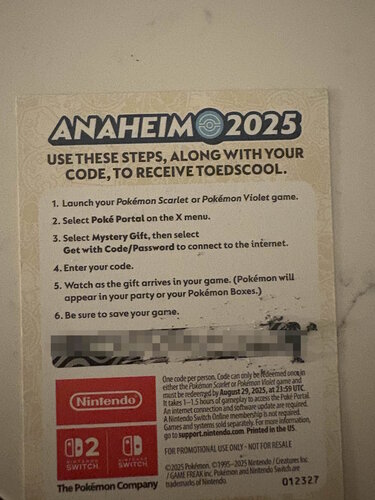 ANAHEIM 2025
USE THESE STEPS, ALONG WITH YOUR
CODE, TO RECEIVE TOEDSCOOL.
1. Launch your Pokémon Scarlet or Pokémon Violet game.
2. Select Poké Portal on the X menu.
3. Select Mystery Gift, then select
Get with Code/Password to connect to the internet.
4. Enter your code.
5. Watch as the gift arrives in your game. (Pokémon will
appear in your party or your Pokémon Boxes.)
6. Be sure to save your game.
One code per person. Code can only be redeemed once in
either the Pokémon Scarlet or Pokémon Violet game and
must be redeemed by August 29, 2025, at 23:59 UTC.
It takes 1–1.5 hours of gameplay to access the Poké Portal.
An internet connection and software update are required.
A Nintendo Switch Online membership is not required.
Games and systems sold separately. For more information,
go to support.nintendo.com. Printed in the US.
FOR PROMOTIONAL USE ONLY · NOT FOR RESALE
©2025 Pokémon. ©1995–2025 Nintendo / Creatures Inc.
/ GAME FREAK inc. Pokémon and Nintendo Switch are
trademarks of Nintendo.
012327
Nintendo
2
NINTENDO SWITCH
NINTENDO SWITCH
The Pokémon Company